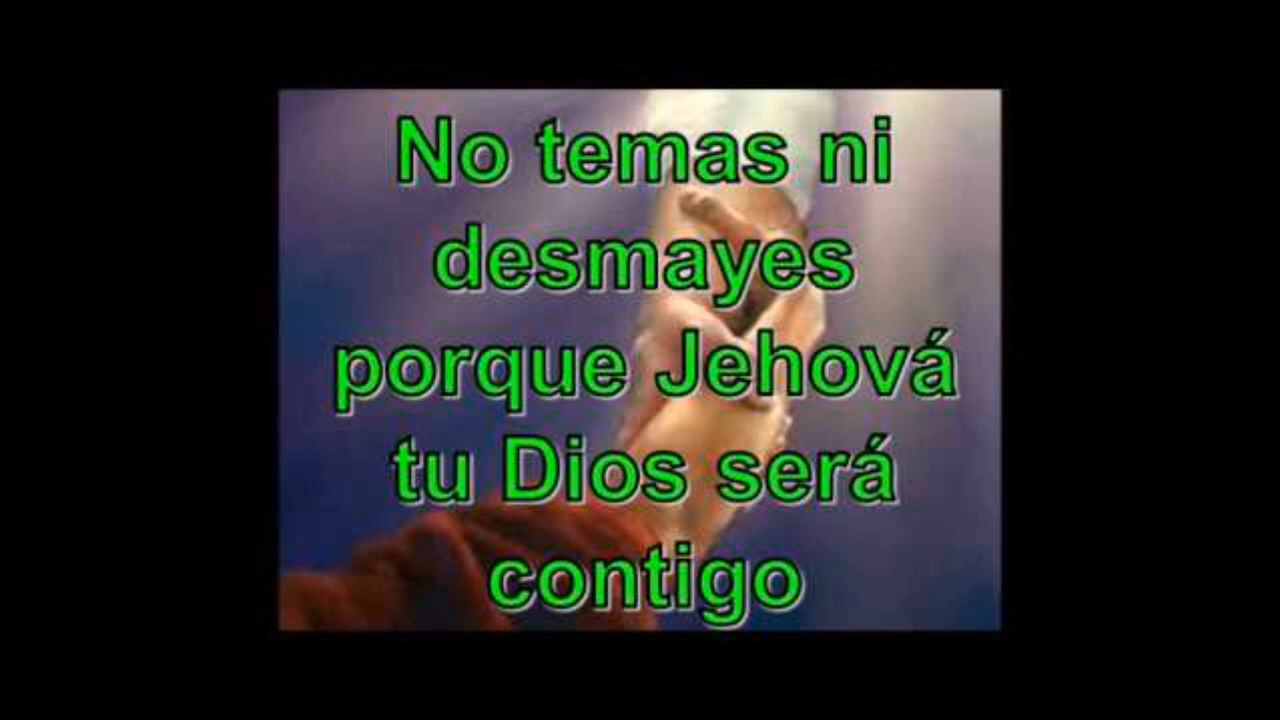 No temas ni
desmayes
porque Jehová
tu Dios será
contigo